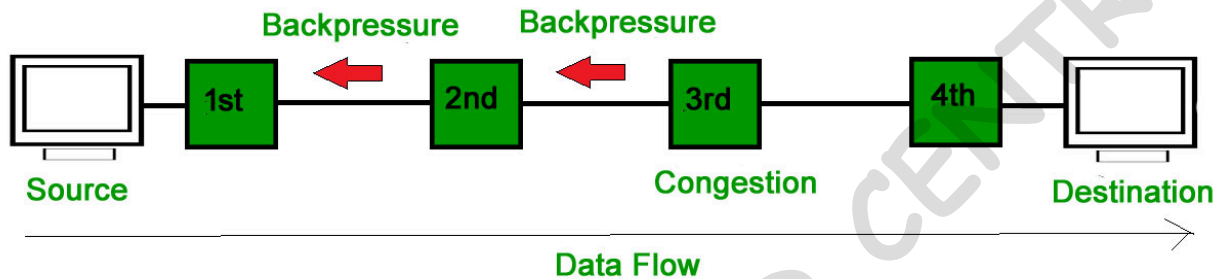 Backpressure Backpressure
1st 2nd 3rd 4th
Source Congestion Destination
Data Flow